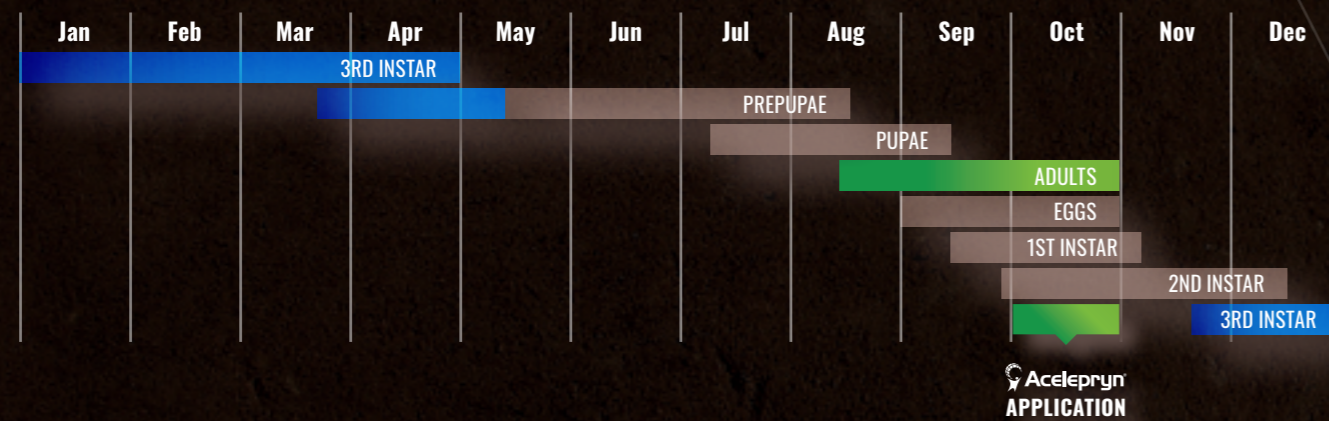 Jan Feb Mar Apr May Jun Jul Aug Sep Oct Nov Dec
3RD INSTAR
PREPUPAE
PUPAE
ADULTS
EGGS
1ST INSTAR
2ND INSTAR
3RD INSTAR
Acelepryn
APPLICATION